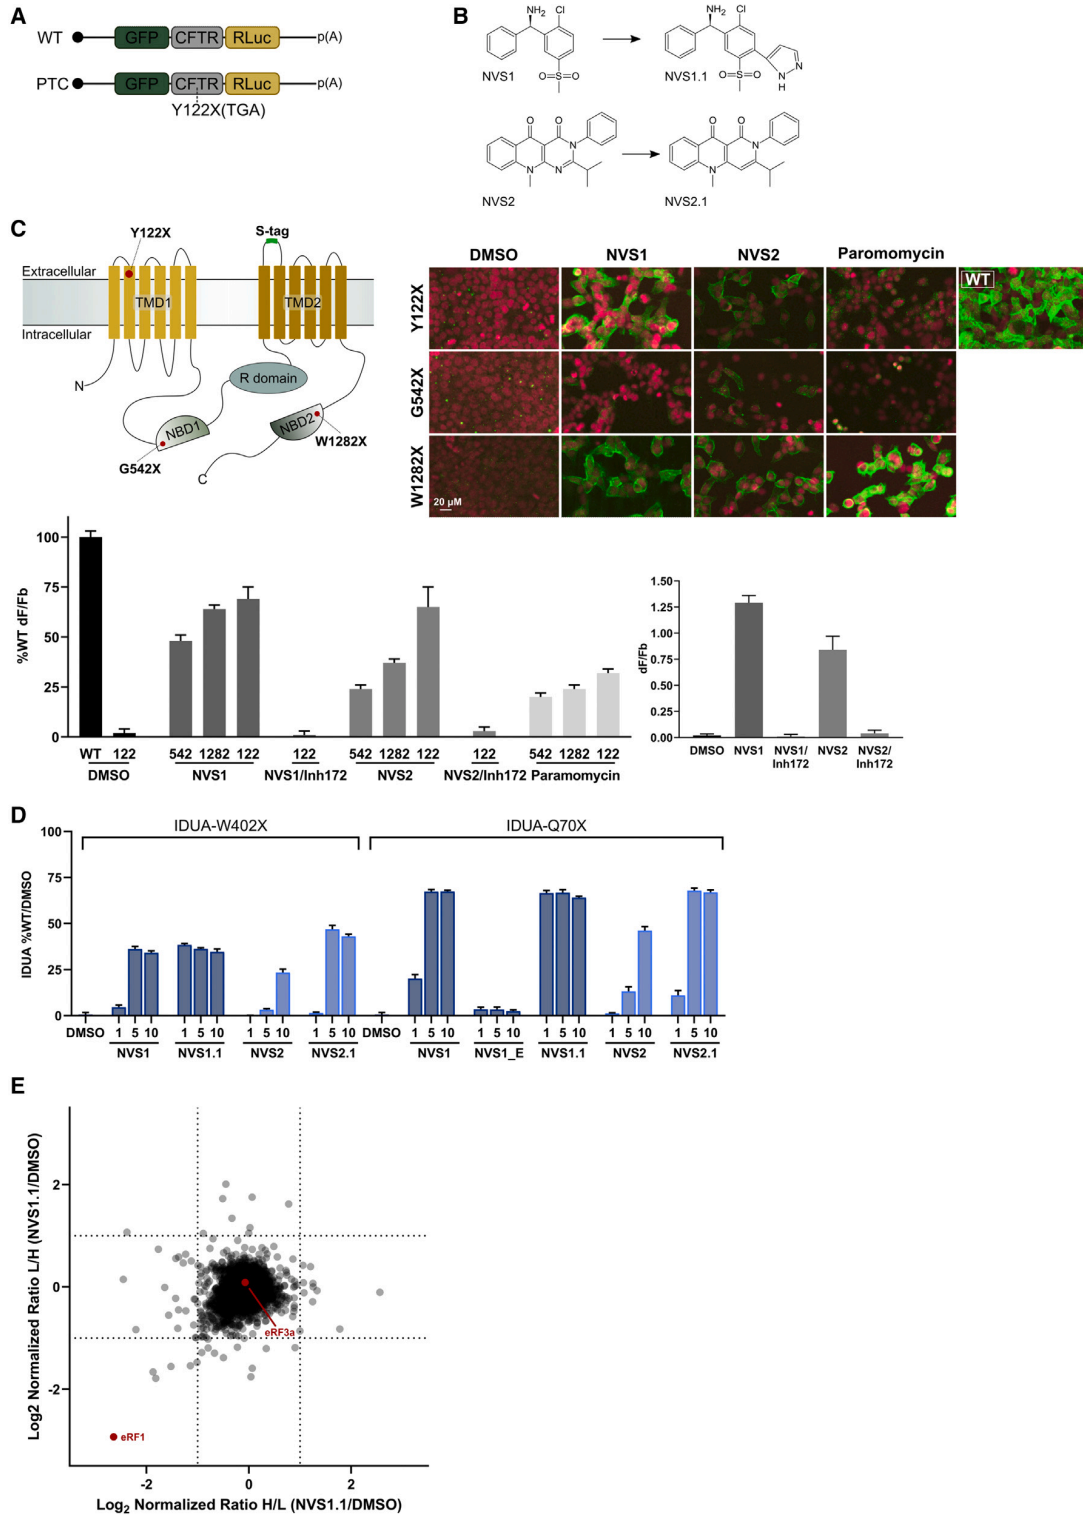 A
WT
GFP
CFTR
RLuc
p(A)
PTC
GFP
CFTR
RLuc
p(A)
Y122X(TGA)
B
NH2
Cl
O=S=O
NVS1
NH2
Cl
O=S=O
N
N
H
NVS1.1
O
O
N
N
N
NVS2
O
O
N
N
NVS2.1
C
Y122X
S-tag
Extracellular
TMD1
TMD2
Intracellular
N
R domain
NBD1
NBD2
W1282X
G542X
C
DMSO
NVS1
NVS2
Paromomycin
WT
Y122X
G542X
W1282X
20 µM
%WT dF/Fb
100
75
50
25
0
WT 122
542 1282 122
122
542 1282 122
122
542 1282 122
DMSO
NVS1
NVS1/Inh172
NVS2
NVS2/Inh172
Paramomycin
dF/Fb
1.50
1.25
1.00
0.75
0.50
0.25
0.00
DMSO
NVS1
NVS1/
Inh172
NVS2
NVS2/
Inh172
D
IDUA-W402X
IDUA-Q70X
IDUA %WT/DMSO
100
75
50
25
0
DMSO
1 5 10
1 5 10
1 5 10
1 5 10
DMSO
1 5 10
1 5 10
1 5 10
1 5 10
1 5 10
NVS1
NVS1.1
NVS2
NVS2.1
NVS1
NVS1_E
NVS1.1
NVS2
NVS2.1
E
Log2 Normalized Ratio L/H (NVS1.1/DMSO)
2
0
-2
eRF3a
eRF1
-2
0
2
Log2 Normalized Ratio H/L (NVS1.1/DMSO)